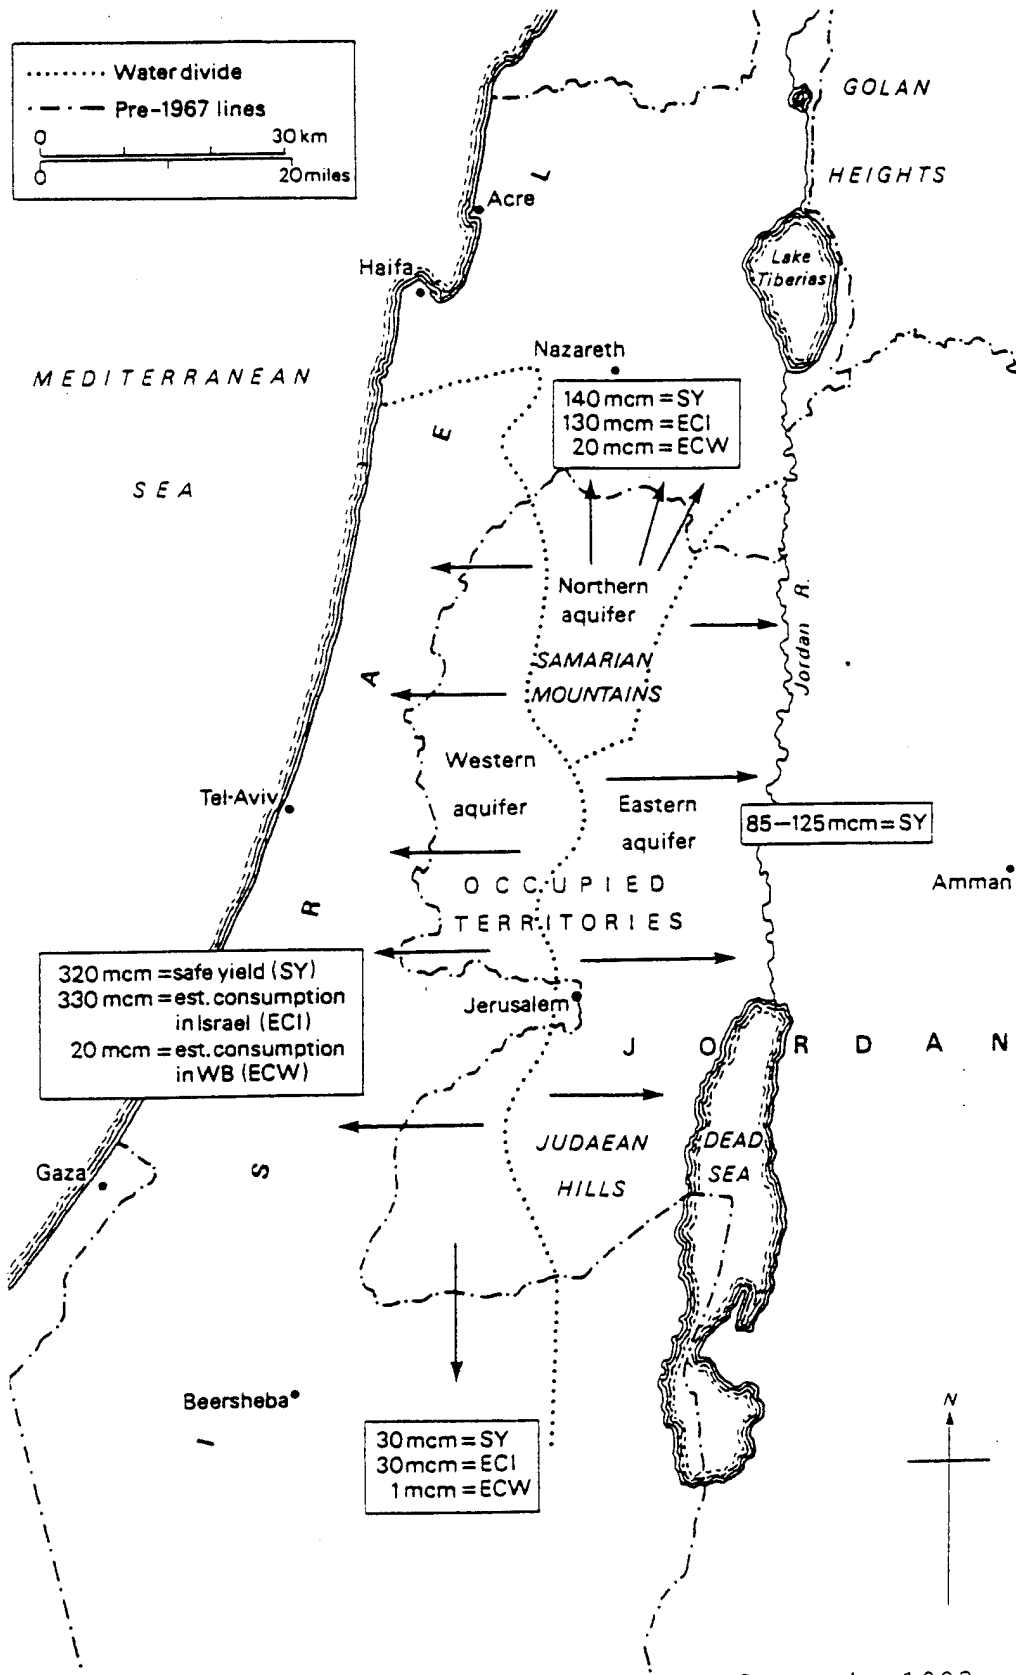 Water divide
Pre-1967 lines
0 30 km
0 20 miles
GOLAN
HEIGHTS
Acre
Haifa
Lake
Tiberias
MEDITERRANEAN
SEA
Nazareth
140 mcm = SY
130 mcm = ECI
20 mcm = ECW
Northern
aquifer
SAMARIAN
MOUNTAINS
Jordan R.
Western
aquifer
Tel-Aviv
Eastern
aquifer
85–125 mcm = SY
Amman
OCCUPIED
TERRITORIES
320 mcm = safe yield (SY)
330 mcm = est. consumption
in Israel (ECI)
20 mcm = est. consumption
in WB (ECW)
Jerusalem
JORDAN
JUDAEAN
HILLS
DEAD
SEA
Gaza
ISRAEL
Beersheba
30 mcm = SY
30 mcm = ECI
1 mcm = ECW
N